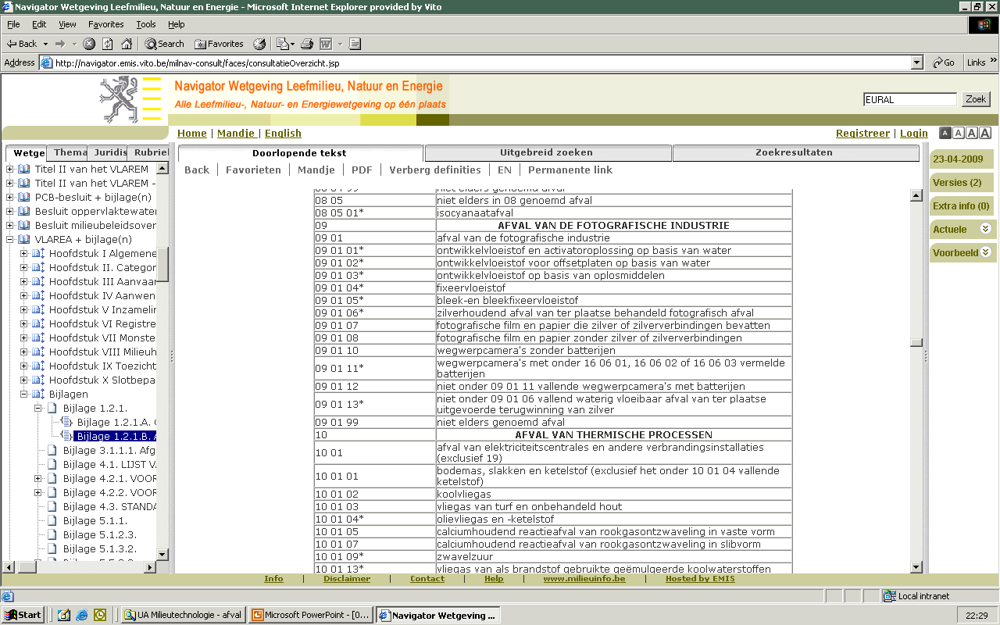 Navigator Wetgeving Leefmilieu, Natuur en Energie - Microsoft Internet Explorer provided by Vito
File Edit View Favorites Tools Help
Back Search Favorites
Address http://navigator.emis.vito.be/milnav-consult/faces/consultatieOverzicht.jsp Go Links »
Navigator Wetgeving Leefmilieu, Natuur en Energie
Alle Leefmilieu-, Natuur- en Energiewetgeving op één plaats
EURAL Zoek
Home | Mandje | English Registreer | Login A A A A
Wetge Thema Juridis Rubriel
Doorlopende tekst Uitgebreid zoeken Zoekresultaten
Back | Favorieten | Mandje | PDF | Verberg definities | EN | Permanente link
Titel II van het VLAREM
Titel II van het VLAREM -
PCB-besluit + bijlage(n)
Besluit oppervlaktewater
Besluit milieubeleidsover
VLAREA + bijlage(n)
Hoofdstuk I Algemene
Hoofdstuk II. Categor
Hoofdstuk III Aanvaar
Hoofdstuk IV Aanwen
Hoofdstuk V Inzamelin
Hoofdstuk VI Registre
Hoofdstuk VII Monste
Hoofdstuk VIII Milieuh
Hoofdstuk IX Toezicht
Hoofdstuk X Slotbepa
Bijlagen
Bijlage 1.2.1.
Bijlage 1.2.1.A.
Bijlage 1.2.1.B.
Bijlage 3.1.1.1. Afg
Bijlage 4.1. LIJST V
Bijlage 4.2.1. VOOR
Bijlage 4.2.2. VOOR
Bijlage 4.3. STANDA
Bijlage 5.1.1.
Bijlage 5.1.2.3.
Bijlage 5.1.3.2.
08 04 99 niet elders genoemd afval
08 05 niet elders in 08 genoemd afval
08 05 01* isocyanaatafval
09 AFVAL VAN DE FOTOGRAFISCHE INDUSTRIE
09 01 afval van de fotografische industrie
09 01 01* ontwikkelvloeistof en activatoroplossing op basis van water
09 01 02* ontwikkelvloeistof voor offsetplaten op basis van water
09 01 03* ontwikkelvloeistof op basis van oplosmiddelen
09 01 04* fixeervloeistof
09 01 05* bleek-en bleekfixeervloeistof
09 01 06* zilverhoudend afval van ter plaatse behandeld fotografisch afval
09 01 07 fotografische film en papier die zilver of zilververbindingen bevatten
09 01 08 fotografische film en papier zonder zilver of zilververbindingen
09 01 10 wegwerpcamera's zonder batterijen
09 01 11* wegwerpcamera's met onder 16 06 01, 16 06 02 of 16 06 03 vermelde
batterijen
09 01 12 niet onder 09 01 11 vallende wegwerpcamera's met batterijen
09 01 13* niet onder 09 01 06 vallend waterig vloeibaar afval van ter plaatse
uitgevoerde terugwinning van zilver
09 01 99 niet elders genoemd afval
10 AFVAL VAN THERMISCHE PROCESSEN
10 01 afval van elektriciteitscentrales en andere verbrandingsinstallaties
(exclusief 19)
10 01 01 bodemas, slakken en ketelstof (exclusief het onder 10 01 04 vallende
ketelstof)
10 01 02 koolvliegas
10 01 03 vliegas van turf en onbehandeld hout
10 01 04* olievliegas en -ketelstof
10 01 05 calciumhoudend reactieafval van rookgasontzwaveling in vaste vorm
10 01 07 calciumhoudend reactieafval van rookgasontzwaveling in slibvorm
10 01 09* zwavelzuur
10 01 13* vliegas van als brandstof gebruikte geëmulgeerde koolwaterstoffen
23-04-2009
Versies (2)
Extra info (0)
Actuele
Voorbeeld
Info | Disclaimer | Contact | Help | www.milieuinfo.be | Hosted by EMIS
Local intranet
Start UA Milieutechnologie - afval Microsoft PowerPoint - [0... Navigator Wetgeving ... 22:29